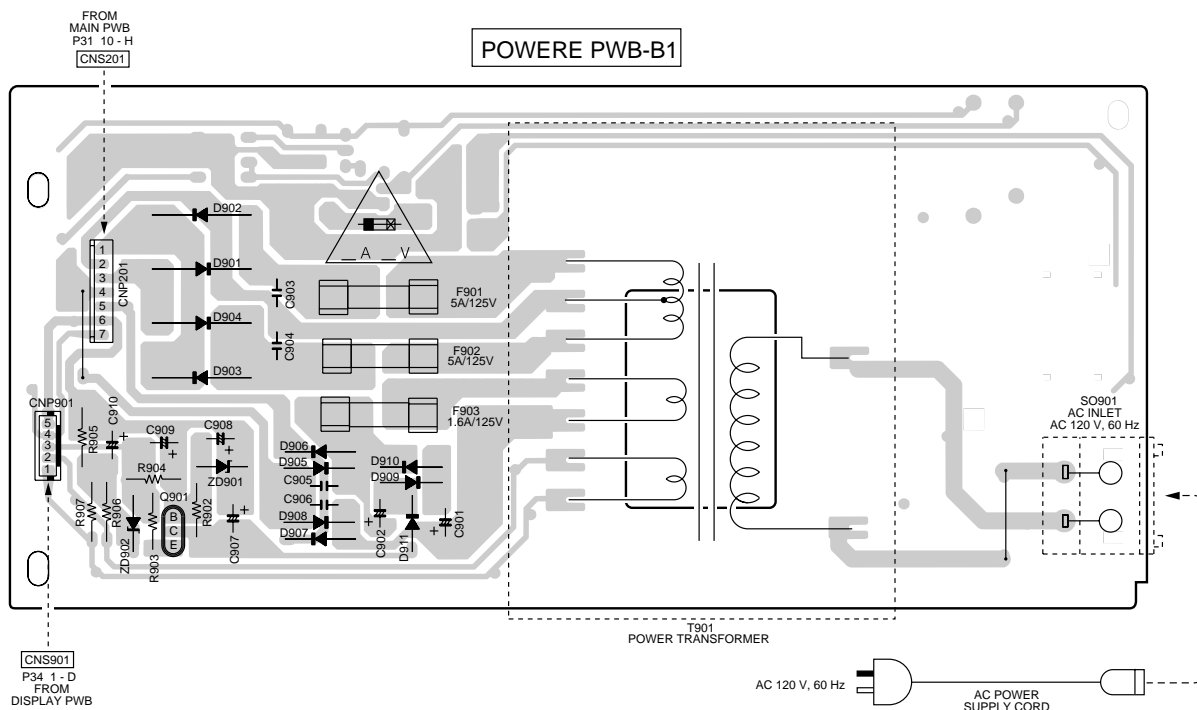 FROM
MAIN PWB
P31 10 - H
CNS201
POWERE PWB-B1
D902
_ A _ V
1
2
3
4
5
6
7
CNP201
D901
C903
F901
5A/125V
D904
C904
F902
5A/125V
D903
F903
1.6A/125V
CNP901
5
4
3
2
1
R905
C910
C909
C908
R904
ZD901
D906
D905
C905
C906
D908
D907
D910
D909
R907
R906
ZD902
R903
Q901
B
C
E
R902
C907
C902
D911
C901
SO901
AC INLET
AC 120 V, 60 Hz
T901
POWER TRANSFORMER
CNS901
P34 1 - D
FROM
DISPLAY PWB
AC 120 V, 60 Hz
AC POWER
SUPPLY CORD